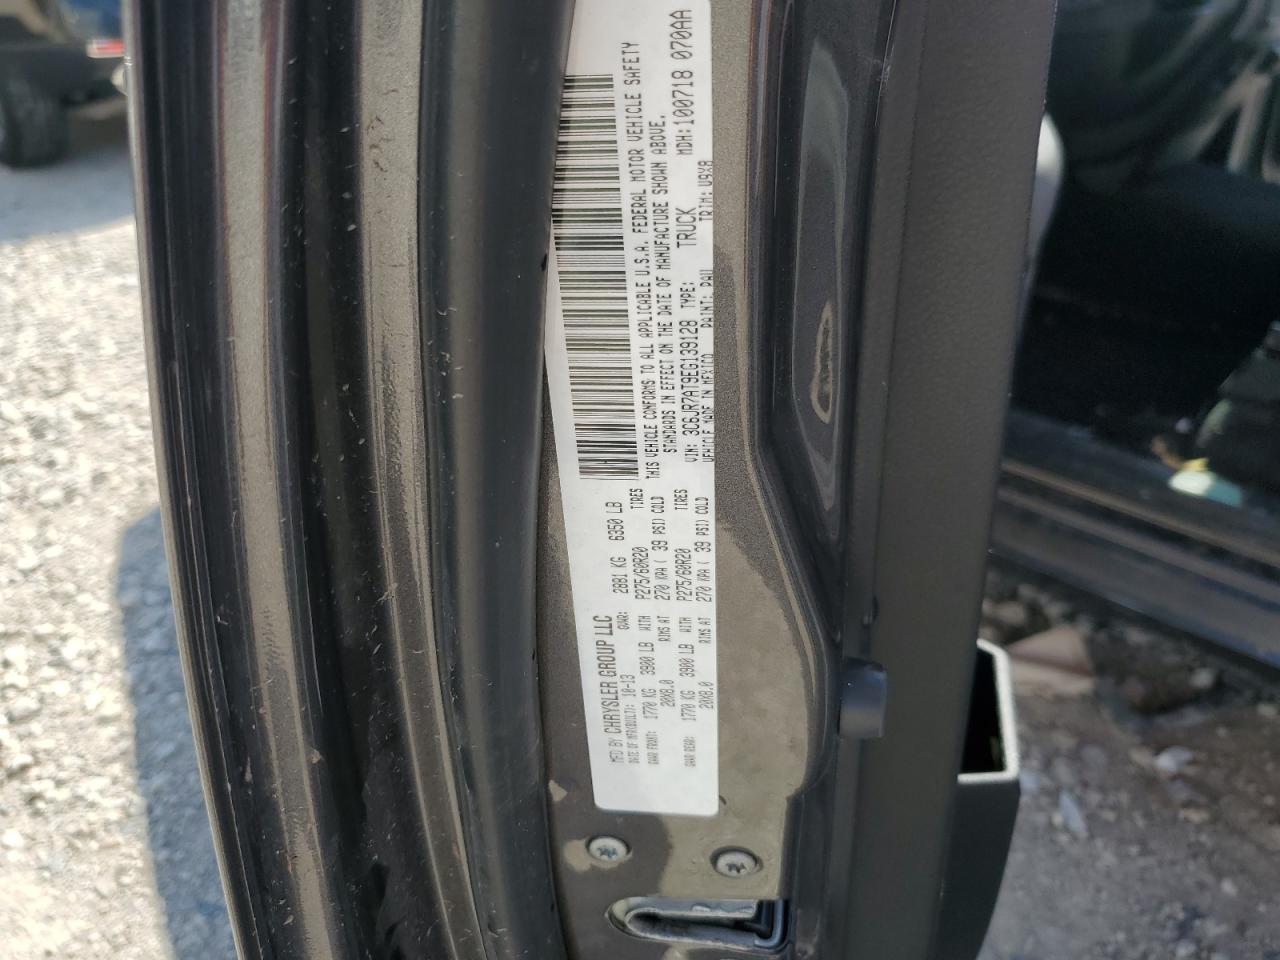 MFD BY CHRYSLER GROUP LLC
DATE OF MFR(BUILT): 10-13 GVWR: 2881 KG 6350 LB
GAWR FRONT: 1770 KG 3900 LB WITH P275/60R20 TIRES
20X8.0 RIMS AT 270 KPA ( 39 PSI) COLD
GAWR REAR: 1770 KG 3900 LB WITH P275/60R20 TIRES
20X8.0 RIMS AT 270 KPA ( 39 PSI) COLD
THIS VEHICLE CONFORMS TO ALL APPLICABLE U.S.A. FEDERAL MOTOR VEHICLE SAFETY
STANDARDS IN EFFECT ON THE DATE OF MANUFACTURE SHOWN ABOVE.
MDH:100718 070AA
VIN: 3C6JR7AT9EG139128 TYPE: TRUCK
VEHICLE MADE IN MEXICO PAINT: PAU TRIM: V9X8